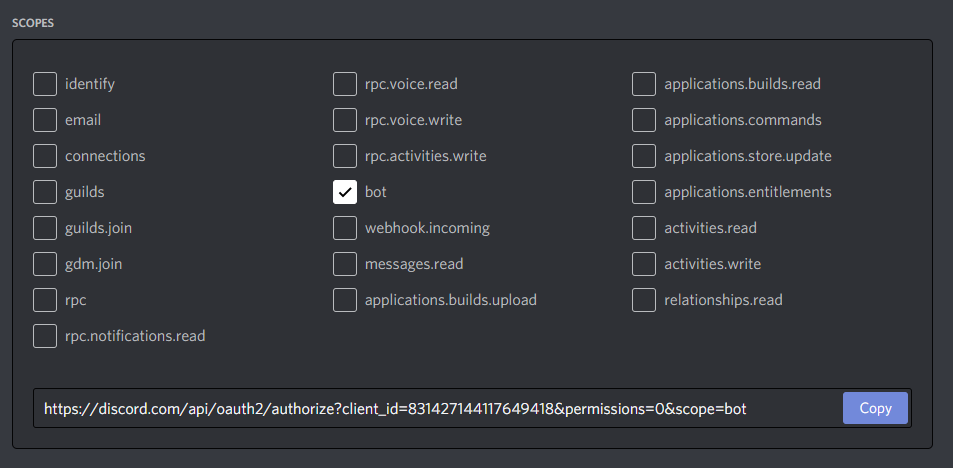 SCOPES
identify
email
connections
guilds
guilds.join
gdm.join
rpc
rpc.notifications.read
rpc.voice.read
rpc.voice.write
rpc.activities.write
bot
webhook.incoming
messages.read
applications.builds.upload
applications.builds.read
applications.commands
applications.store.update
applications.entitlements
activities.read
activities.write
relationships.read
https://discord.com/api/oauth2/authorize?client_id=831427144117649418&permissions=0&scope=bot
Copy